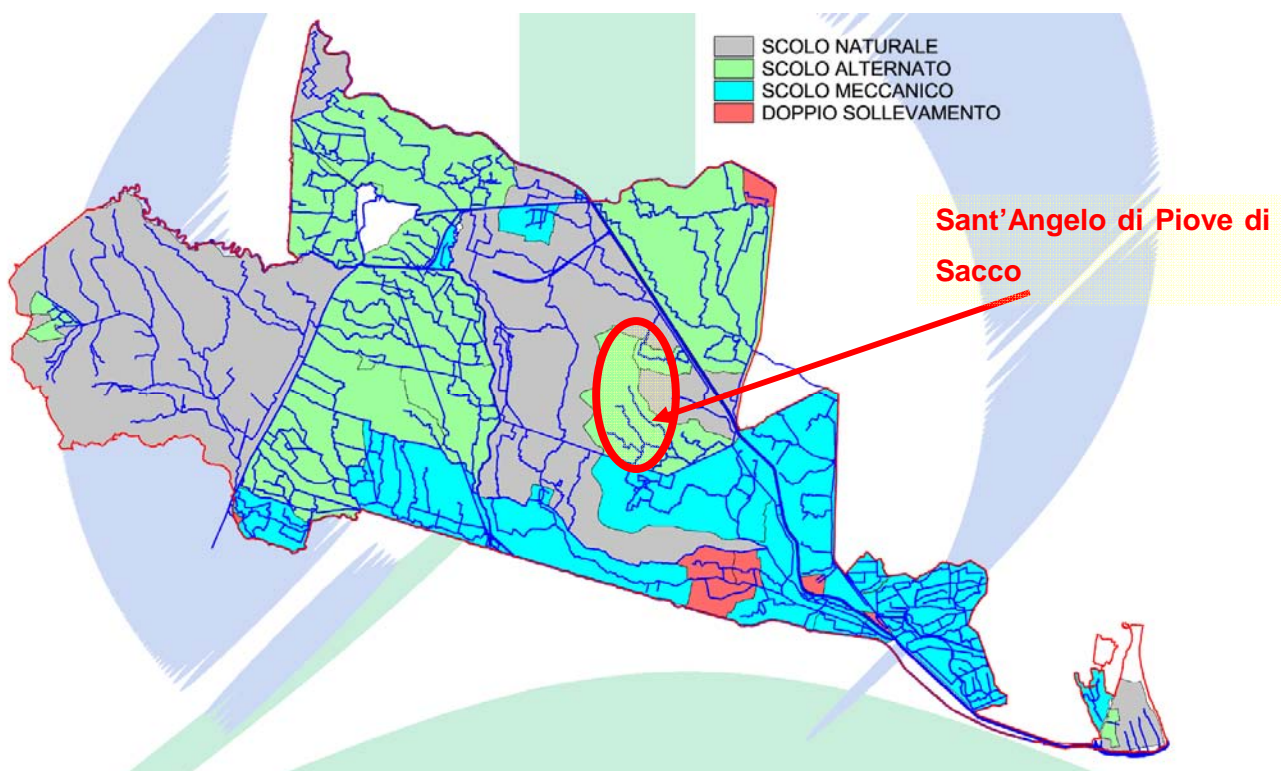 SCOLO NATURALE
SCOLO ALTERNATO
SCOLO MECCANICO
DOPPIO SOLLEVAMENTO
Sant’Angelo di Piove di
Sacco